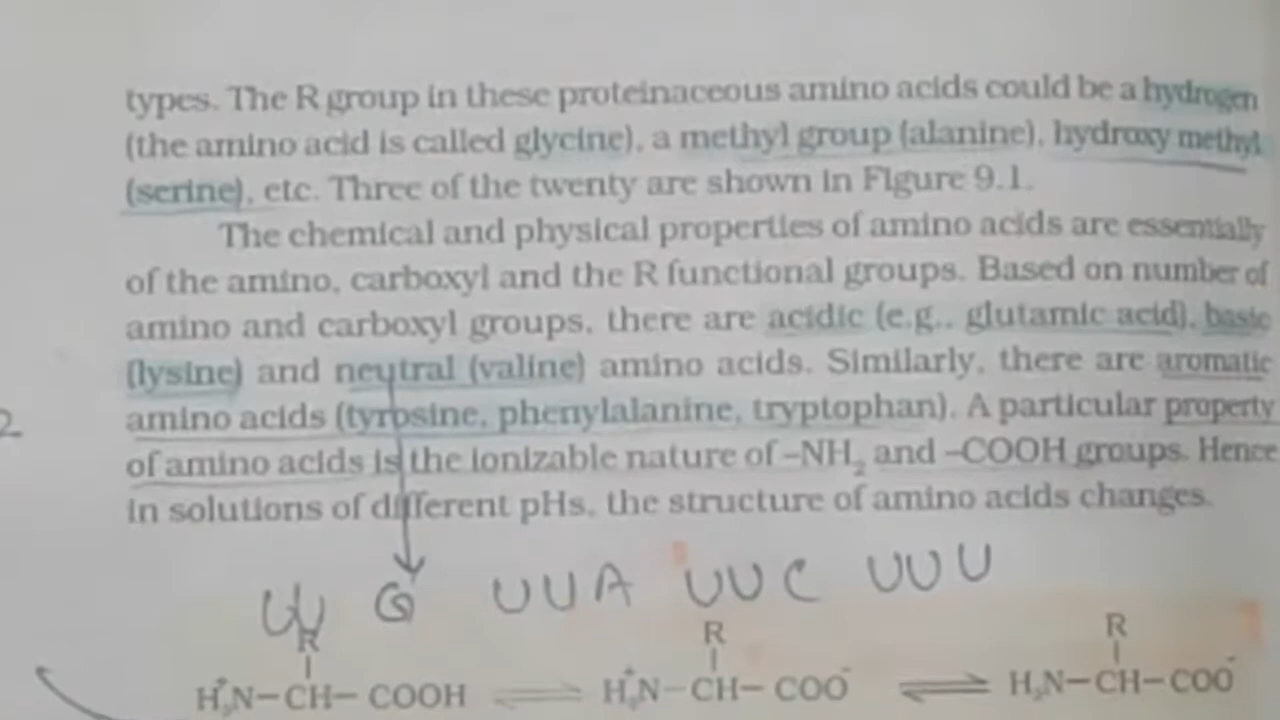 types. The R group in these proteinaceous amino acids could be a hydrogen
(the amino acid is called glycine), a methyl group (alanine), hydroxy methyl
(serine), etc. Three of the twenty are shown in Figure 9.1.
The chemical and physical properties of amino acids are essentially
of the amino, carboxyl and the R functional groups. Based on number of
amino and carboxyl groups, there are acidic (e.g., glutamic acid), basic
(lysine) and neutral (valine) amino acids. Similarly, there are aromatic
amino acids (tyrosine, phenylalanine, tryptophan). A particular property
of amino acids is the ionizable nature of –NH₂ and –COOH groups. Hence
in solutions of different pHs, the structure of amino acids changes.
UU G UUA UUC UUU
R R R
H₃⁺N–CH–COOH ⇌ H₃⁺N–CH–COO⁻ ⇌ H₂N–CH–COO⁻
2